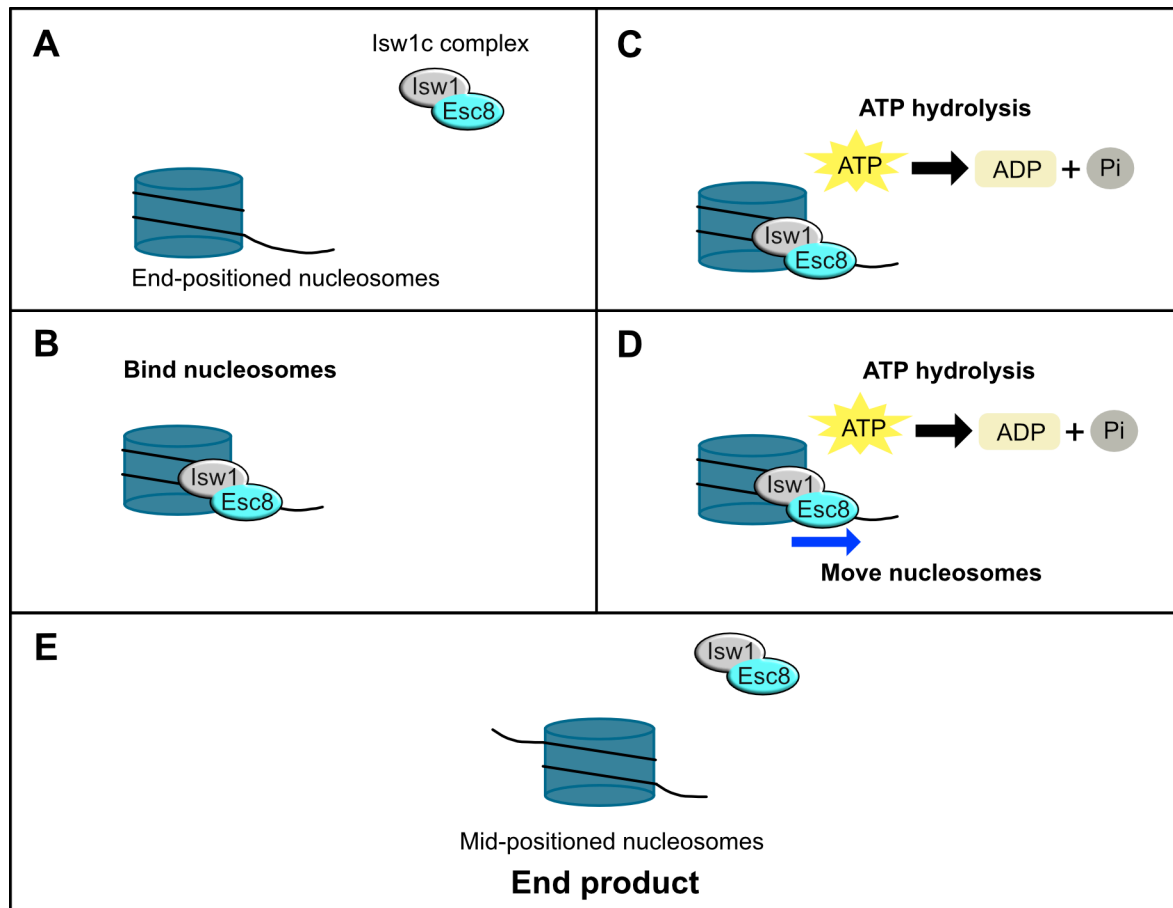 A
Isw1c complex
Isw1
Esc8
End-positioned nucleosomes
B
Bind nucleosomes
Isw1
Esc8
C
ATP hydrolysis
ATP
ADP + Pi
Isw1
Esc8
D
ATP hydrolysis
ATP
ADP + Pi
Isw1
Esc8
Move nucleosomes
E
Isw1
Esc8
Mid-positioned nucleosomes
End product